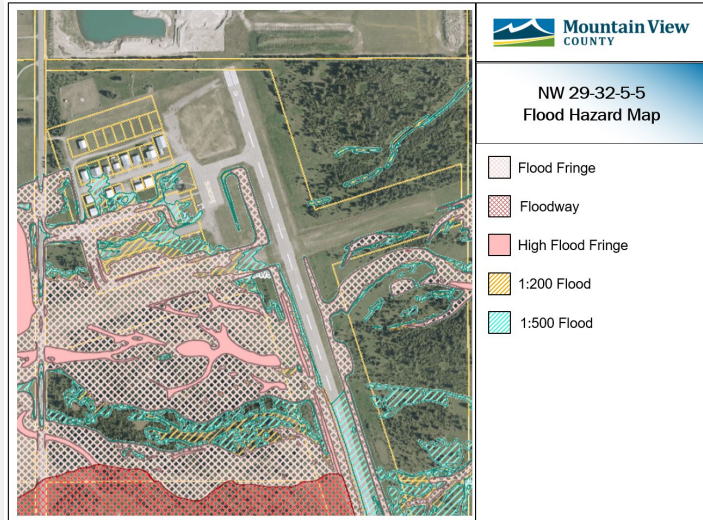 Mountain View
COUNTY
NW 29-32-5-5
Flood Hazard Map
Flood Fringe
Floodway
High Flood Fringe
1:200 Flood
1:500 Flood